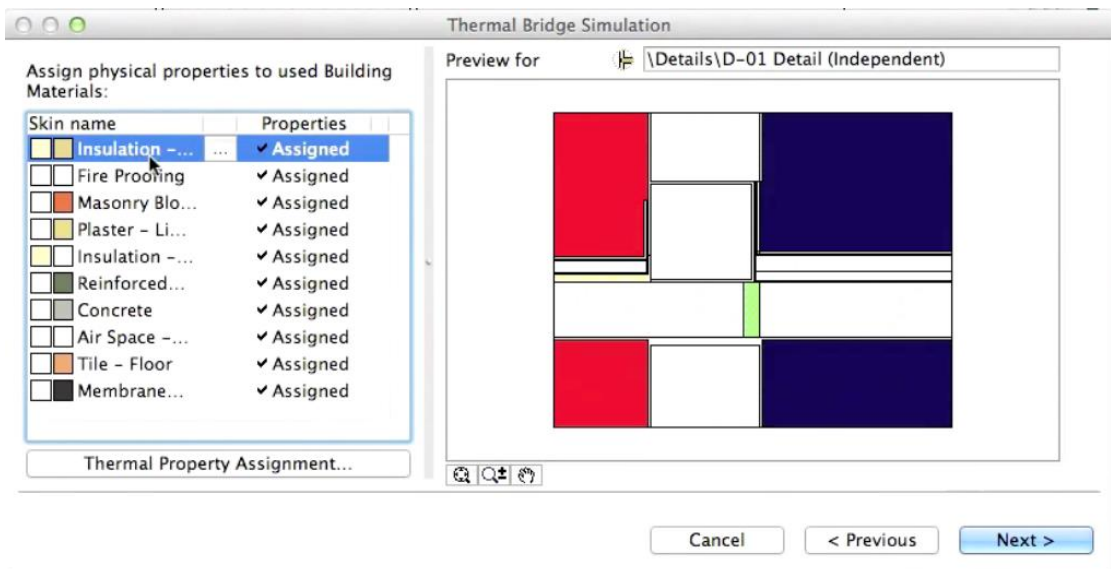 Thermal Bridge Simulation
Assign physical properties to used Building
Materials:
Skin name Properties
Insulation –... ... ✔ Assigned
Fire Proofing ✔ Assigned
Masonry Blo... ✔ Assigned
Plaster – Li... ✔ Assigned
Insulation –... ✔ Assigned
Reinforced... ✔ Assigned
Concrete ✔ Assigned
Air Space –... ✔ Assigned
Tile – Floor ✔ Assigned
Membrane... ✔ Assigned
Thermal Property Assignment...
Preview for \Details\D-01 Detail (Independent)
Cancel < Previous Next >